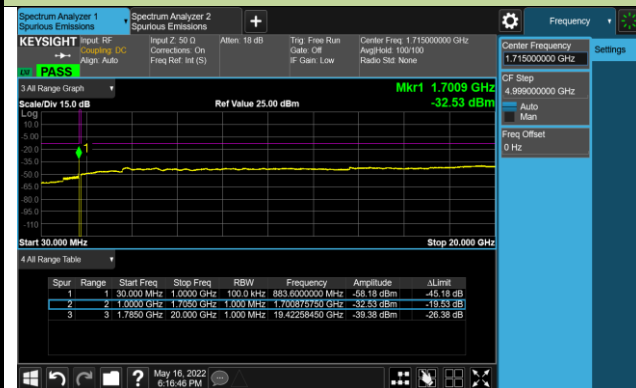 Spectrum Analyzer 1
Spurious Emissions
Spectrum Analyzer 2
Spurious Emissions
+
Frequency
KEYSIGHT
Input: RF
Coupling: DC
Align: Auto
Input Z: 50 Ω
Corrections: On
Freq Ref: Int (S)
Atten: 18 dB
Trig: Free Run
Gate: Off
IF Gain: Low
Center Freq: 1.715000000 GHz
Avg|Hold: 100/100
Radio Std: None
PASS
Center Frequency
1.715000000 GHz
Settings
CF Step
4.999000000 GHz
Auto
Man
Freq Offset
0 Hz
3 All Range Graph
Mkr1 1.7009 GHz
-32.53 dBm
Scale/Div 15.0 dB
Ref Value 25.00 dBm
Log
10.0
-5.00
-20.0
-35.0
-50.0
-65.0
-80.0
-95.0
-110
1
Start 30.000 MHz
Stop 20.000 GHz
4 All Range Table
Spur Range Start Freq Stop Freq RBW Frequency Amplitude ΔLimit
1 1 30.000 MHz 1.0000 GHz 100.0 kHz 883.6000000 MHz -58.18 dBm -45.18 dB
2 2 1.0000 GHz 1.7050 GHz 1.000 MHz 1.700875750 GHz -32.53 dBm -19.53 dB
3 3 1.7850 GHz 20.000 GHz 1.000 MHz 19.42258450 GHz -39.38 dBm -26.38 dB
?
May 16, 2022
6:16:46 PM